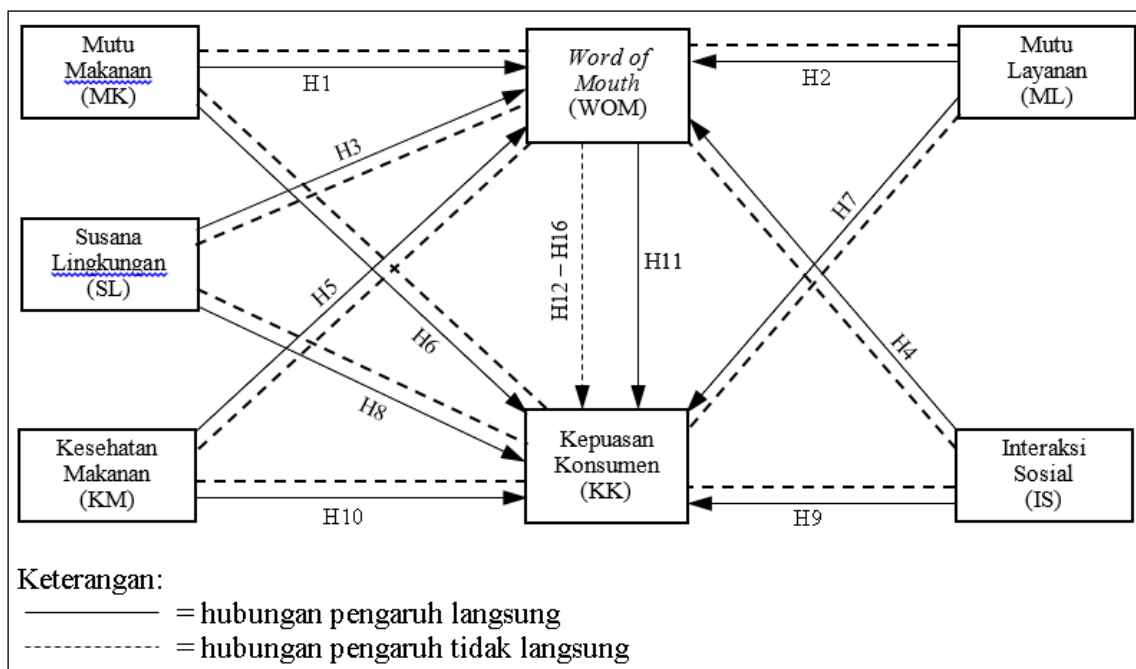 Mutu
Makanan
(MK)
H1
Word of
Mouth
(WOM)
H2
Mutu
Layanan
(ML)
H3
Susana
Lingkungan
(SL)
H5
H6
H8
H12 – H16
H11
H7
H4
Kesehatan
Makanan
(KM)
H10
Kepuasan
Konsumen
(KK)
H9
Interaksi
Sosial
(IS)
Keterangan:
= hubungan pengaruh langsung
= hubungan pengaruh tidak langsung